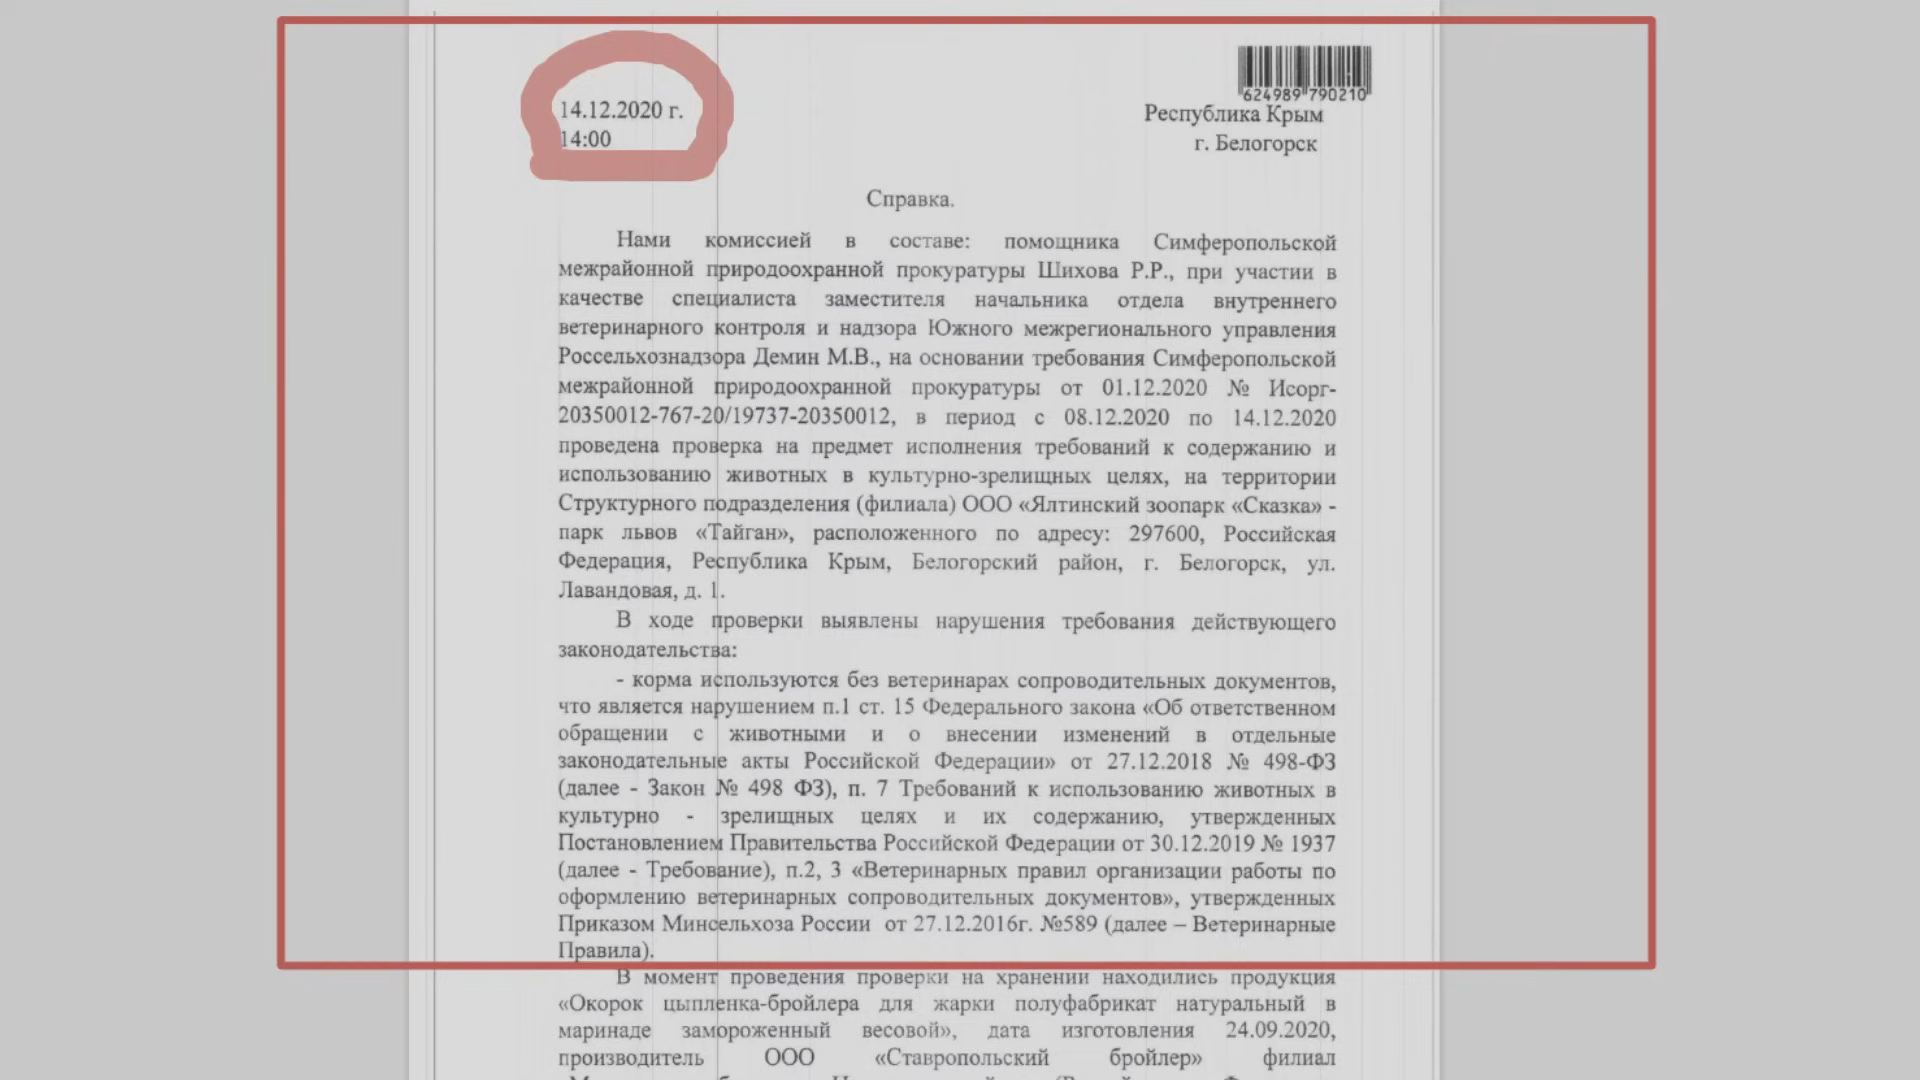 624989 790210
14.12.2020 г.
14:00
Республика Крым
г. Белогорск
Справка.
Нами комиссией в составе: помощника Симферопольской
межрайонной природоохранной прокуратуры Шихова Р.Р., при участии в
качестве специалиста заместителя начальника отдела внутреннего
ветеринарного контроля и надзора Южного межрегионального управления
Россельхознадзора Демин М.В., на основании требования Симферопольской
межрайонной природоохранной прокуратуры от 01.12.2020 № Исорг-
20350012-767-20/19737-20350012, в период с 08.12.2020 по 14.12.2020
проведена проверка на предмет исполнения требований к содержанию и
использованию животных в культурно-зрелищных целях, на территории
Структурного подразделения (филиала) ООО «Ялтинский зоопарк «Сказка» -
парк львов «Тайган», расположенного по адресу: 297600, Российская
Федерация, Республика Крым, Белогорский район, г. Белогорск, ул.
Лавандовая, д. 1.
В ходе проверки выявлены нарушения требования действующего
законодательства:
- корма используются без ветеринарах сопроводительных документов,
что является нарушением п.1 ст. 15 Федерального закона «Об ответственном
обращении с животными и о внесении изменений в отдельные
законодательные акты Российской Федерации» от 27.12.2018 № 498-ФЗ
(далее - Закон № 498 ФЗ), п. 7 Требований к использованию животных в
культурно - зрелищных целях и их содержанию, утвержденных
Постановлением Правительства Российской Федерации от 30.12.2019 № 1937
(далее - Требование), п.2, 3 «Ветеринарных правил организации работы по
оформлению ветеринарных сопроводительных документов», утвержденных
Приказом Минсельхоза России от 27.12.2016г. №589 (далее – Ветеринарные
Правила).
В момент проведения проверки на хранении находились продукция
«Окорок цыпленка-бройлера для жарки полуфабрикат натуральный в
маринаде замороженный весовой», дата изготовления 24.09.2020,
производитель ООО «Ставропольский бройлер» филиал